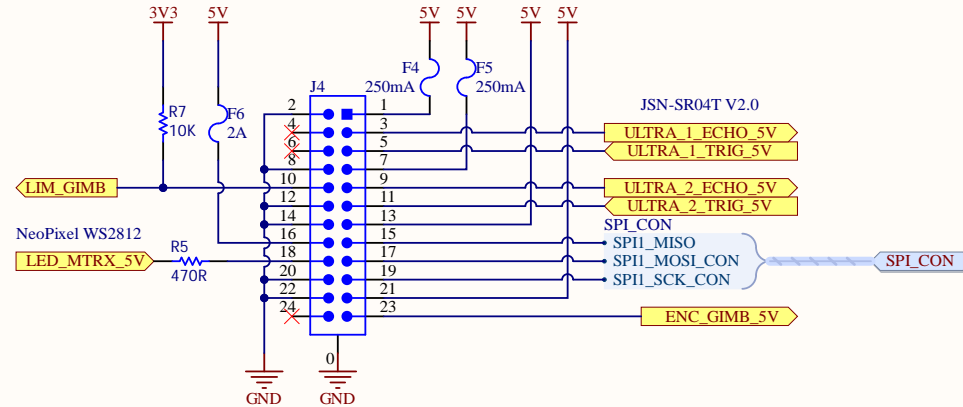 3V3 5V 5V 5V 5V 5V
F4 F5
J4 250mA 250mA
R7
10K
F6
2A
JSN-SR04T V2.0
2 1
4 3 ULTRA_1_ECHO_5V
6 5 ULTRA_1_TRIG_5V
8 7
LIM_GIMB 10 9 ULTRA_2_ECHO_5V
12 11 ULTRA_2_TRIG_5V
14 13 SPI_CON
NeoPixel WS2812
16 15 SPI1_MISO
LED_MTRX_5V R5 470R 18 17 SPI1_MOSI_CON SPI_CON
20 19 SPI1_SCK_CON
22 21
24 23 ENC_GIMB_5V
0
GND GND